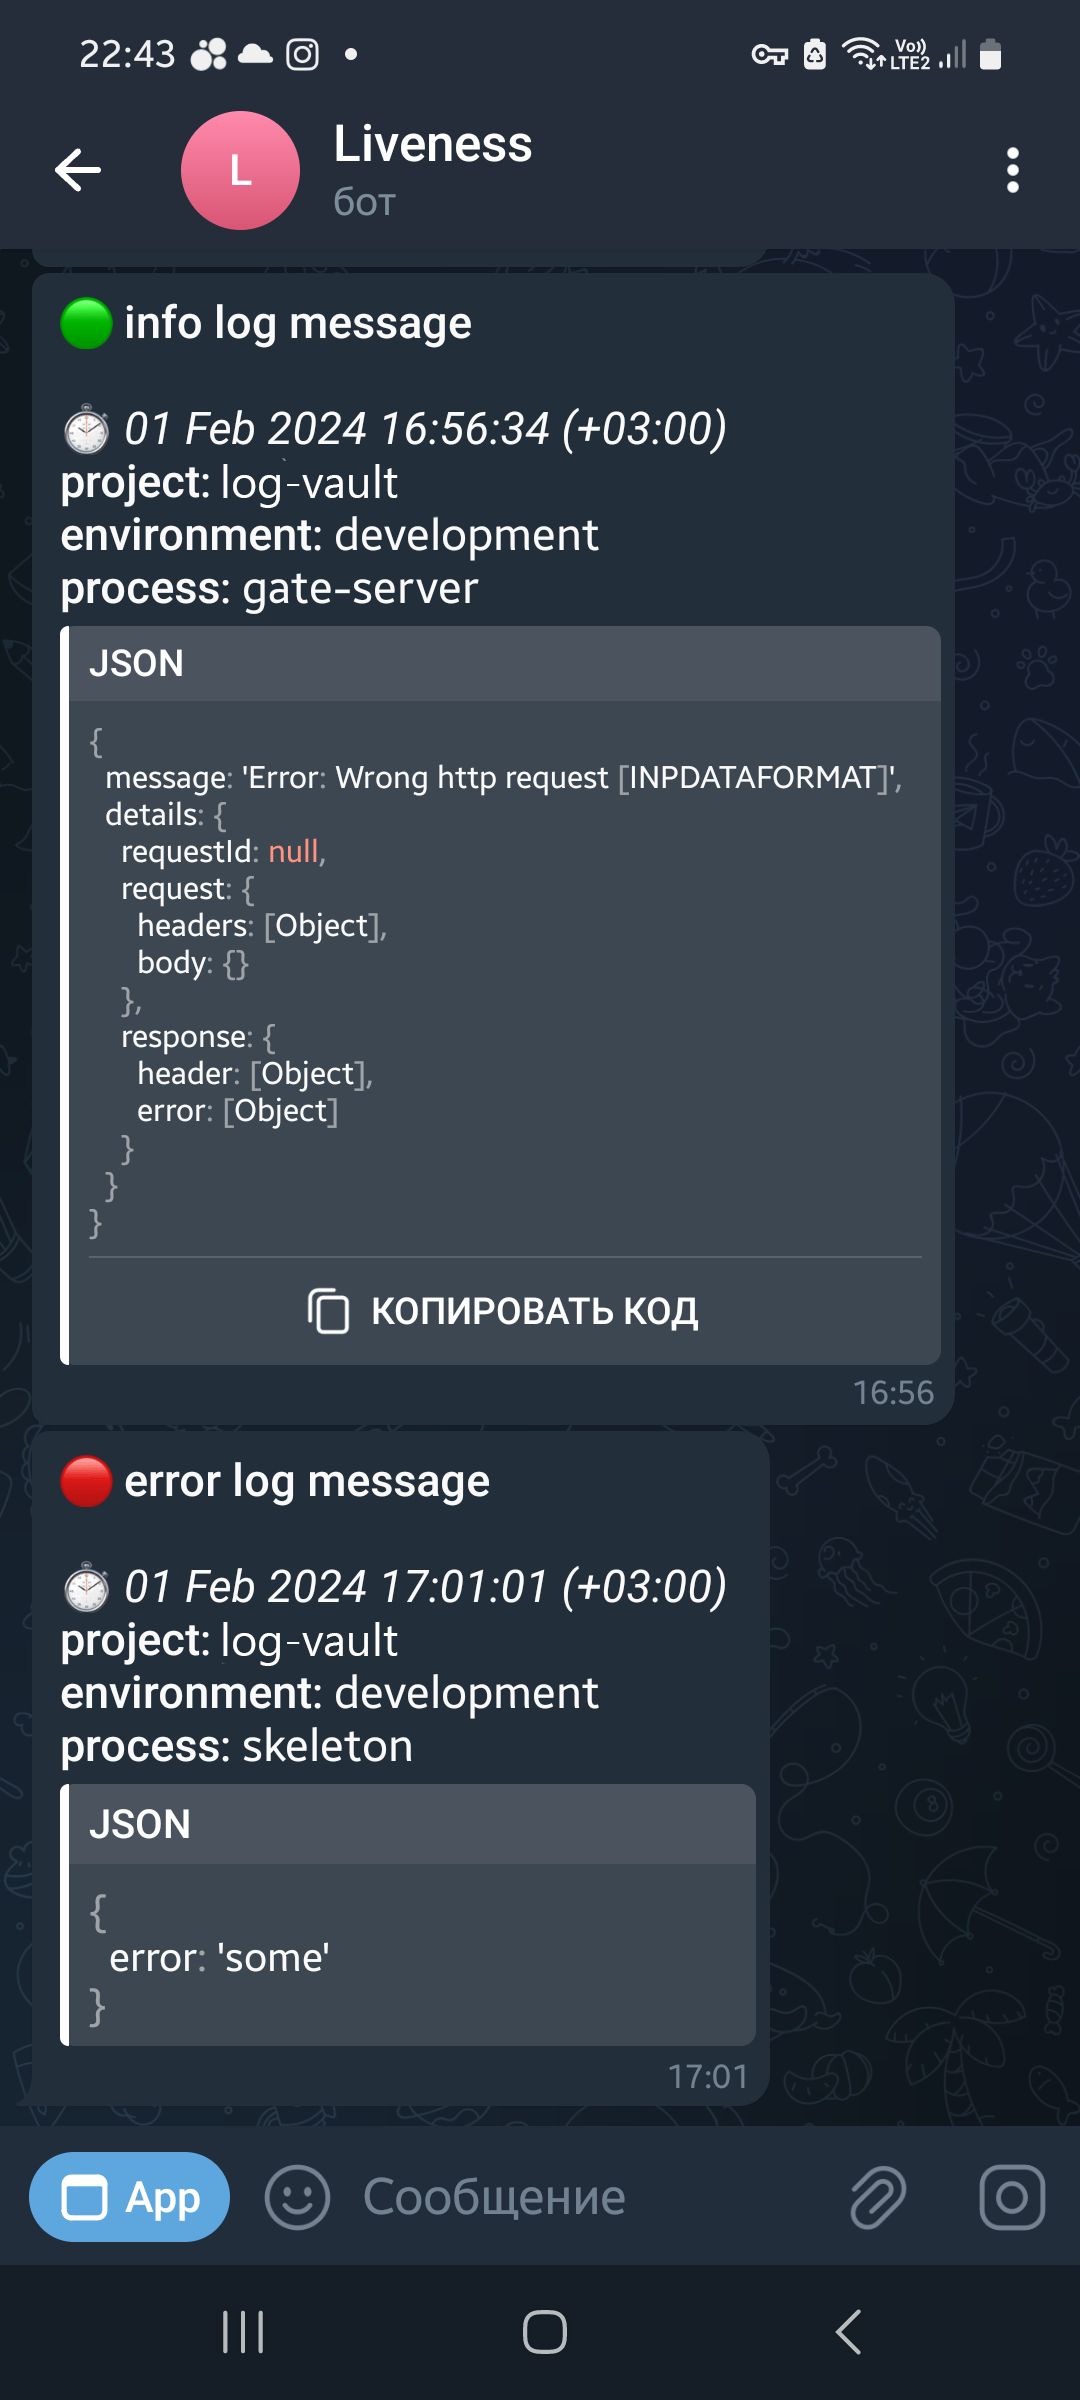 22:43
Vo))
LTE2
L
Liveness
бот
info log message
01 Feb 2024 16:56:34 (+03:00)
project: log-vault
environment: development
process: gate-server
JSON
{
message: 'Error: Wrong http request [INPDATAFORMAT]',
details: {
requestId: null,
request: {
headers: [Object],
body: {}
},
response: {
header: [Object],
error: [Object]
}
}
}
КОПИРОВАТЬ КОД
16:56
error log message
01 Feb 2024 17:01:01 (+03:00)
project: log-vault
environment: development
process: skeleton
JSON
{
error: 'some'
}
17:01
App
Сообщение